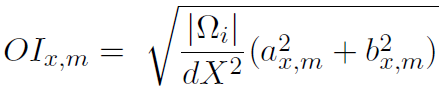 $OI_{x,m} = \sqrt{\frac{|\Omega_i|}{dX^2}(a_{x,m}^2 + b_{x,m}^2)}$